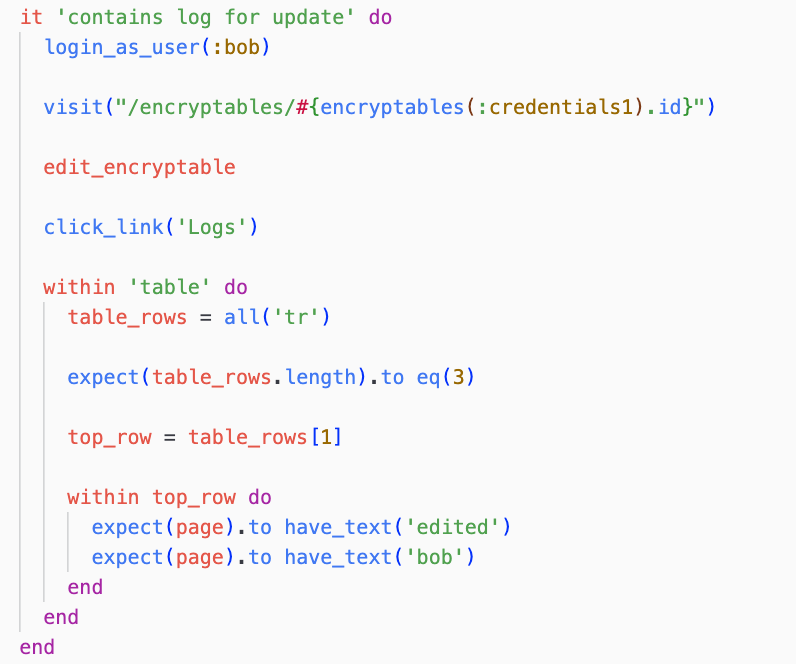 it 'contains log for update' do
  login_as_user(:bob)

  visit("/encryptables/#{encryptables(:credentials1).id}")

  edit_encryptable

  click_link('Logs')

  within 'table' do
    table_rows = all('tr')

    expect(table_rows.length).to eq(3)

    top_row = table_rows[1]

    within top_row do
      expect(page).to have_text('edited')
      expect(page).to have_text('bob')
    end
  end
end